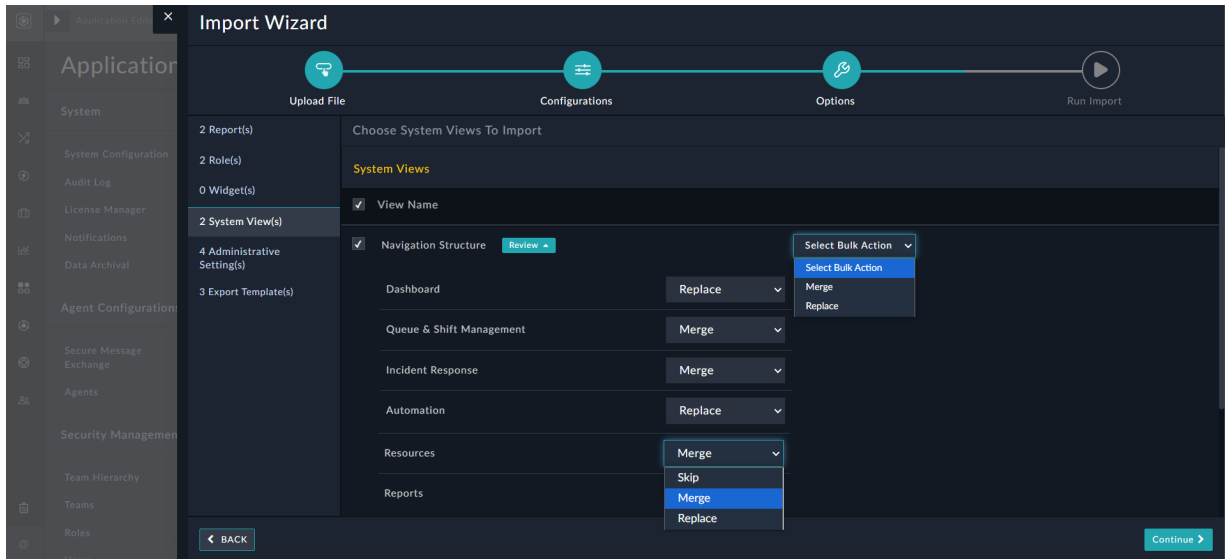 Application Edit
Import Wizard
Application
System
System Configuration
Audit Log
License Manager
Notifications
Data Archival
Agent Configurations
Secure Message
Exchange
Agents
Security Managemen
Team Hierarchy
Teams
Roles
Upload File
Configurations
Options
Run Import
2 Report(s)
2 Role(s)
0 Widget(s)
2 System View(s)
4 Administrative
Setting(s)
3 Export Template(s)
Choose System Views To Import
System Views
View Name
Navigation Structure
Review
Select Bulk Action
Select Bulk Action
Merge
Replace
Dashboard
Replace
Queue & Shift Management
Merge
Incident Response
Merge
Automation
Replace
Resources
Merge
Skip
Merge
Replace
Reports
BACK
Continue